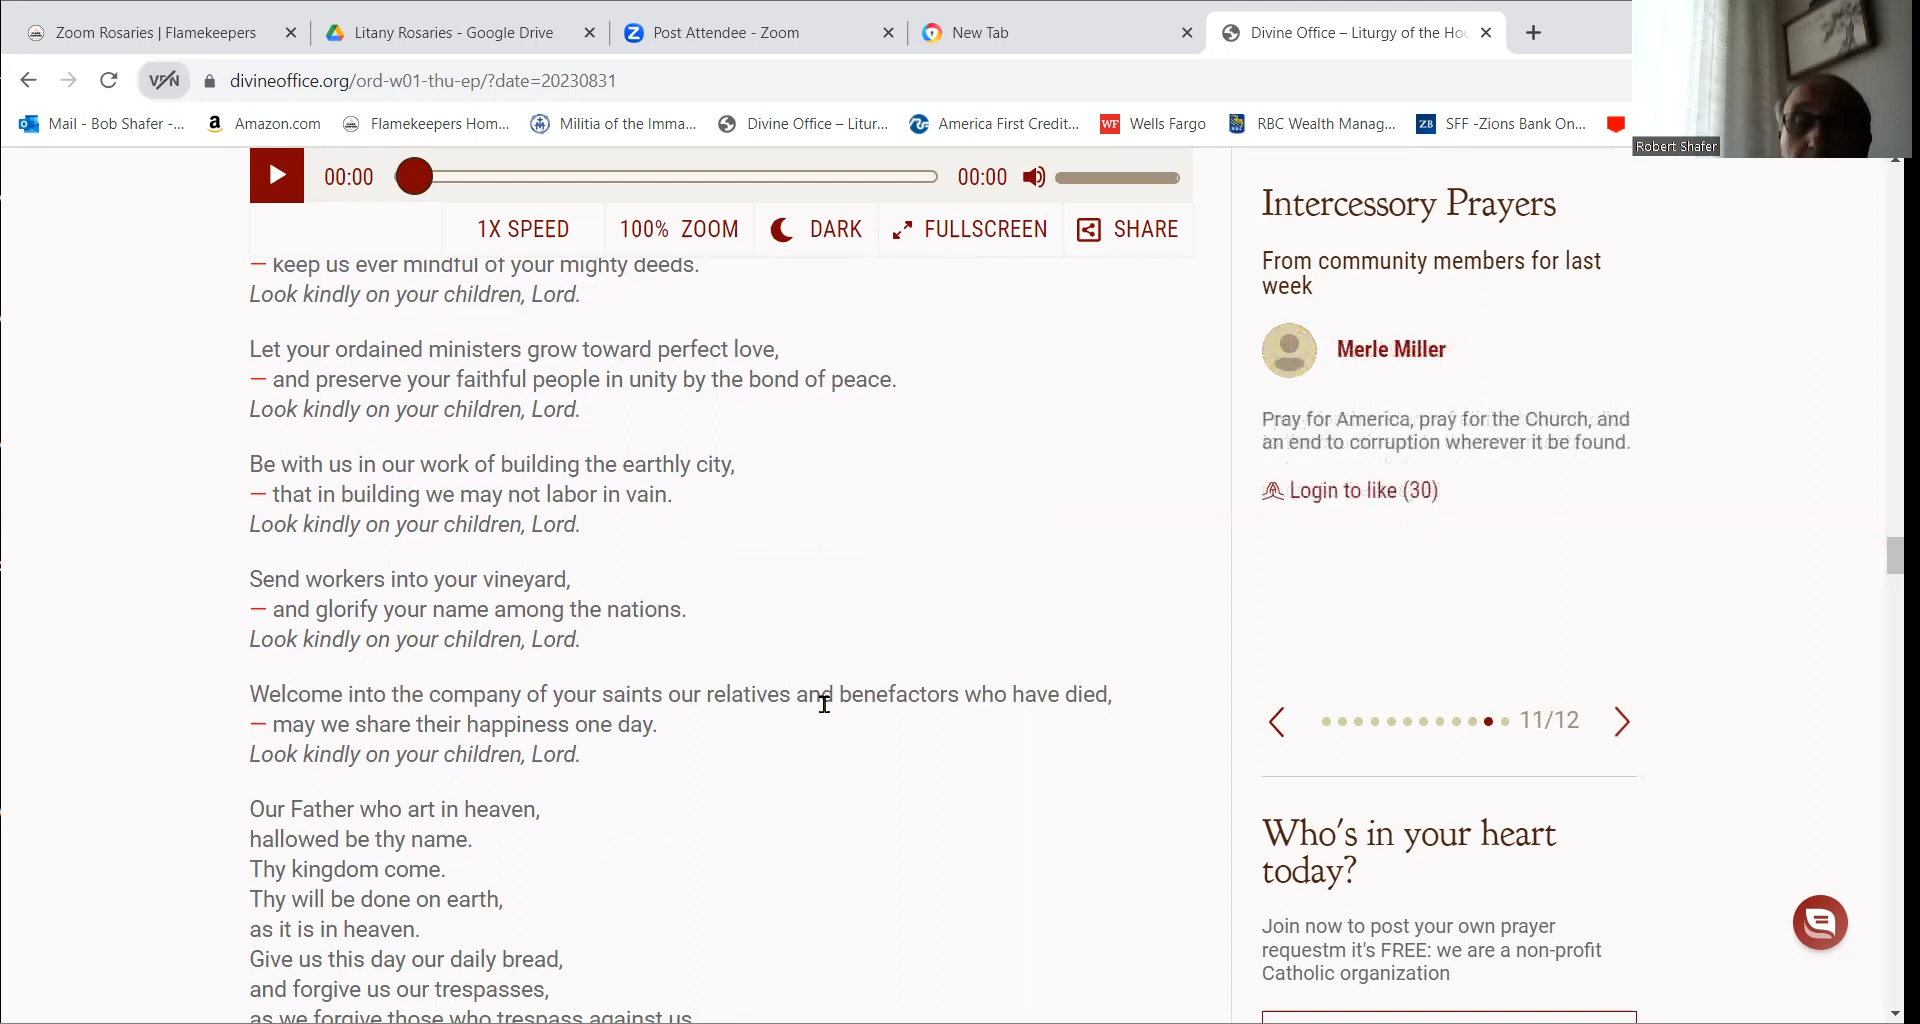 Zoom Rosaries | Flamekeepers
Litany Rosaries - Google Drive
Post Attendee - Zoom
New Tab
Divine Office – Liturgy of the Hou
VPN
divineoffice.org/ord-w01-thu-ep/?date=20230831
Mail - Bob Shafer -...
Amazon.com
Flamekeepers Hom...
Militia of the Imma...
Divine Office – Litur...
America First Credit...
WF Wells Fargo
RBC Wealth Manag...
ZB SFF -Zions Bank On...
Robert Shafer
00:00
00:00
1X SPEED
100% ZOOM
DARK
FULLSCREEN
SHARE
— keep us ever mindful of your mighty deeds.
Look kindly on your children, Lord.
Let your ordained ministers grow toward perfect love,
— and preserve your faithful people in unity by the bond of peace.
Look kindly on your children, Lord.
Be with us in our work of building the earthly city,
— that in building we may not labor in vain.
Look kindly on your children, Lord.
Send workers into your vineyard,
— and glorify your name among the nations.
Look kindly on your children, Lord.
Welcome into the company of your saints our relatives and benefactors who have died,
— may we share their happiness one day.
Look kindly on your children, Lord.
Our Father who art in heaven,
hallowed be thy name.
Thy kingdom come.
Thy will be done on earth,
as it is in heaven.
Give us this day our daily bread,
and forgive us our trespasses,
as we forgive those who trespass against us
Intercessory Prayers
From community members for last
week
Merle Miller
Pray for America, pray for the Church, and
an end to corruption wherever it be found.
Login to like (30)
11/12
Who's in your heart
today?
Join now to post your own prayer
requestm it's FREE: we are a non-profit
Catholic organization